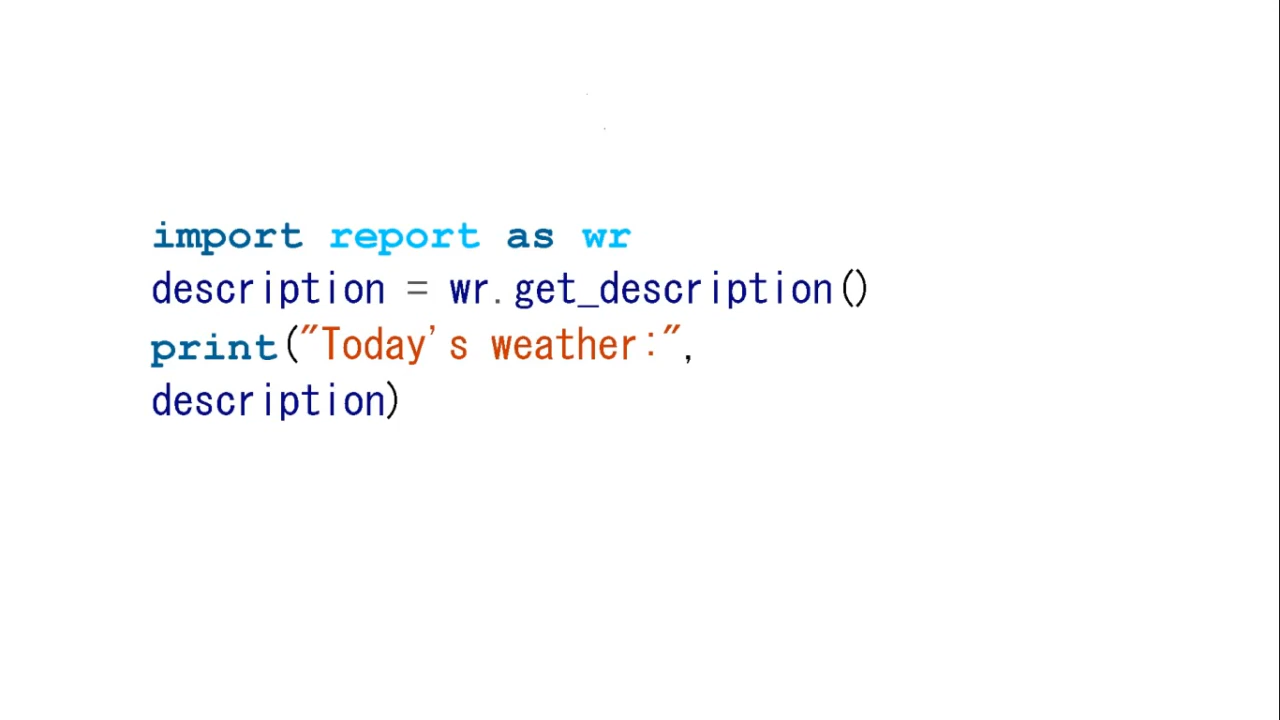 import report as wr
description = wr.get_description()
print("Today's weather:",
description)